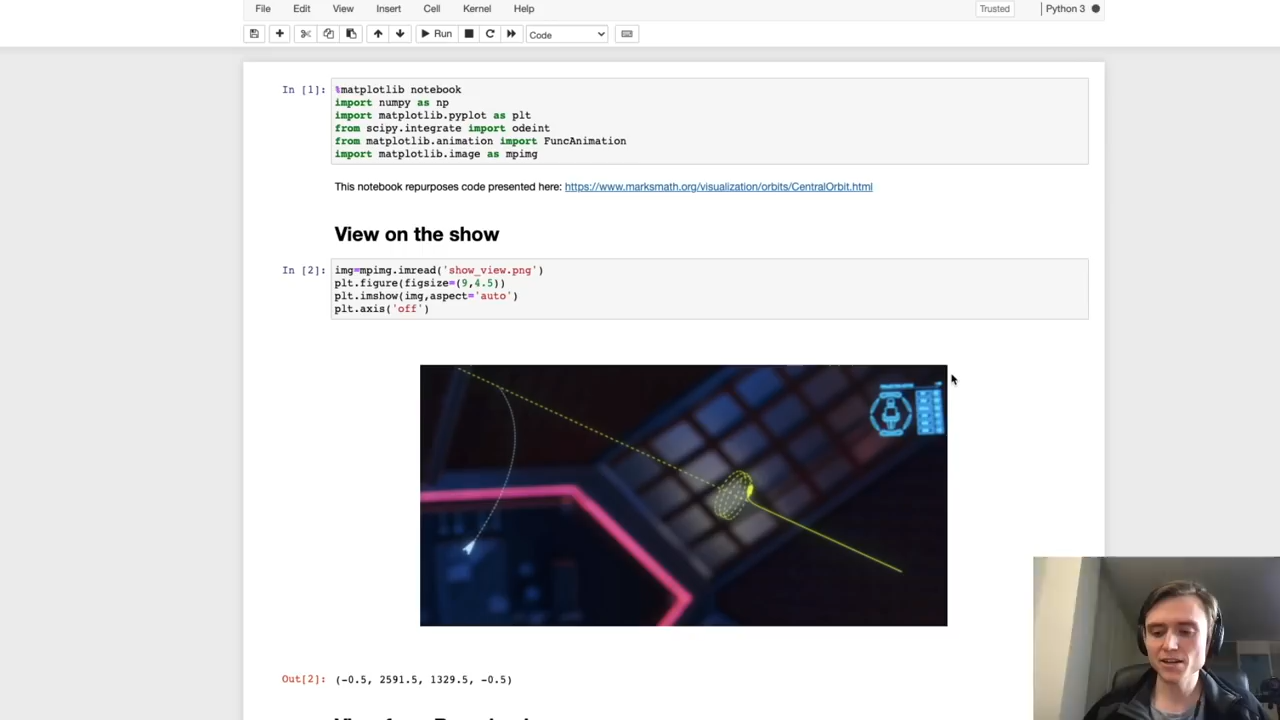 File Edit View Insert Cell Kernel Help Trusted Python 3
Run Code
In [1]: %matplotlib notebook
import numpy as np
import matplotlib.pyplot as plt
from scipy.integrate import odeint
from matplotlib.animation import FuncAnimation
import matplotlib.image as mpimg
This notebook repurposes code presented here: https://www.marksmath.org/visualization/orbits/CentralOrbit.html
View on the show
In [2]: img=mpimg.imread('show_view.png')
plt.figure(figsize=(9,4.5))
plt.imshow(img,aspect='auto')
plt.axis('off')
Out[2]: (-0.5, 2591.5, 1329.5, -0.5)